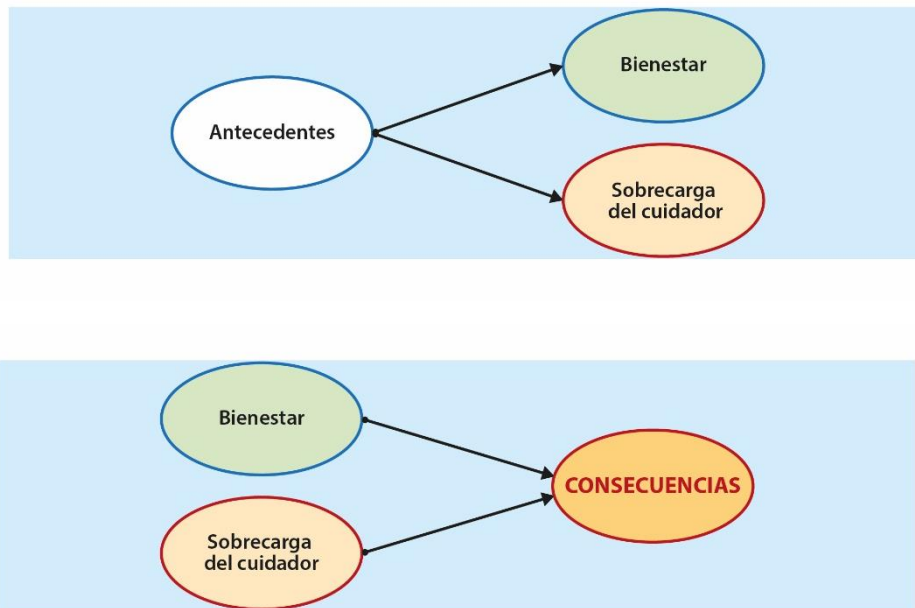 Bienestar
Antecedentes
Sobrecarga
del cuidador
Bienestar
CONSECUENCIAS
Sobrecarga
del cuidador